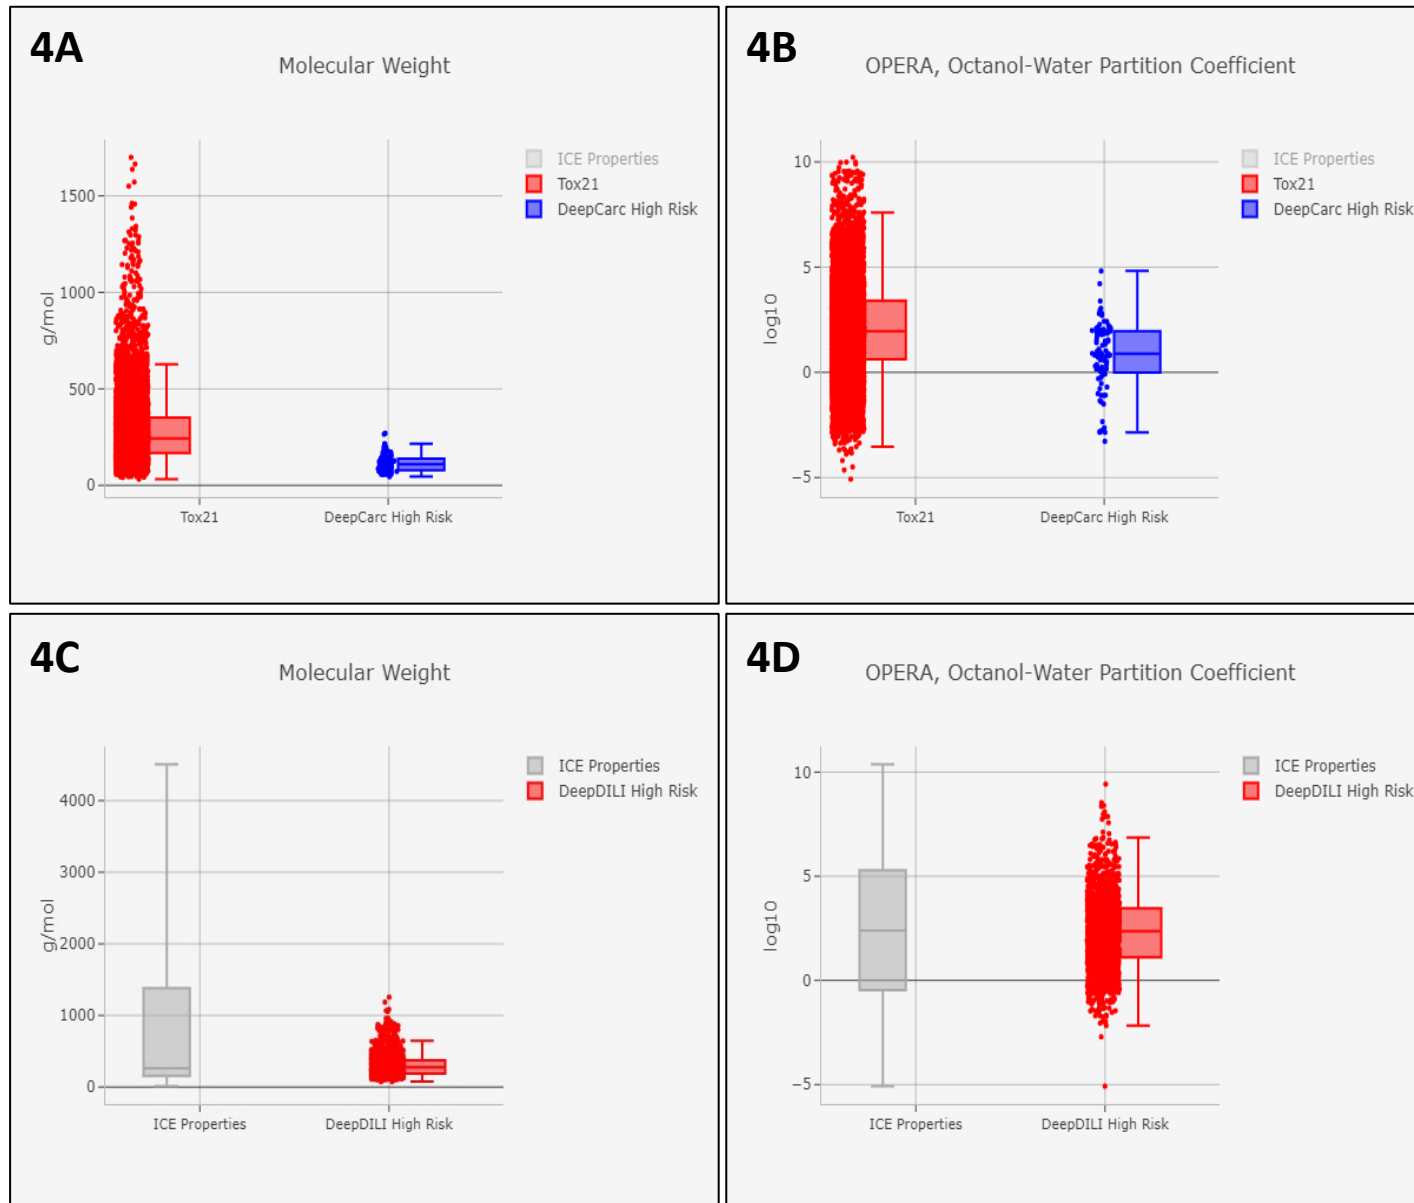 4A
Molecular Weight
g/mol
1500
1000
500
0
Tox21
DeepCarc High Risk
ICE Properties
Tox21
DeepCarc High Risk
4B
OPERA, Octanol-Water Partition Coefficient
log10
10
5
0
−5
Tox21
DeepCarc High Risk
ICE Properties
Tox21
DeepCarc High Risk
4C
Molecular Weight
g/mol
4000
3000
2000
1000
0
ICE Properties
DeepDILI High Risk
ICE Properties
DeepDILI High Risk
4D
OPERA, Octanol-Water Partition Coefficient
log10
10
5
0
−5
ICE Properties
DeepDILI High Risk
ICE Properties
DeepDILI High Risk